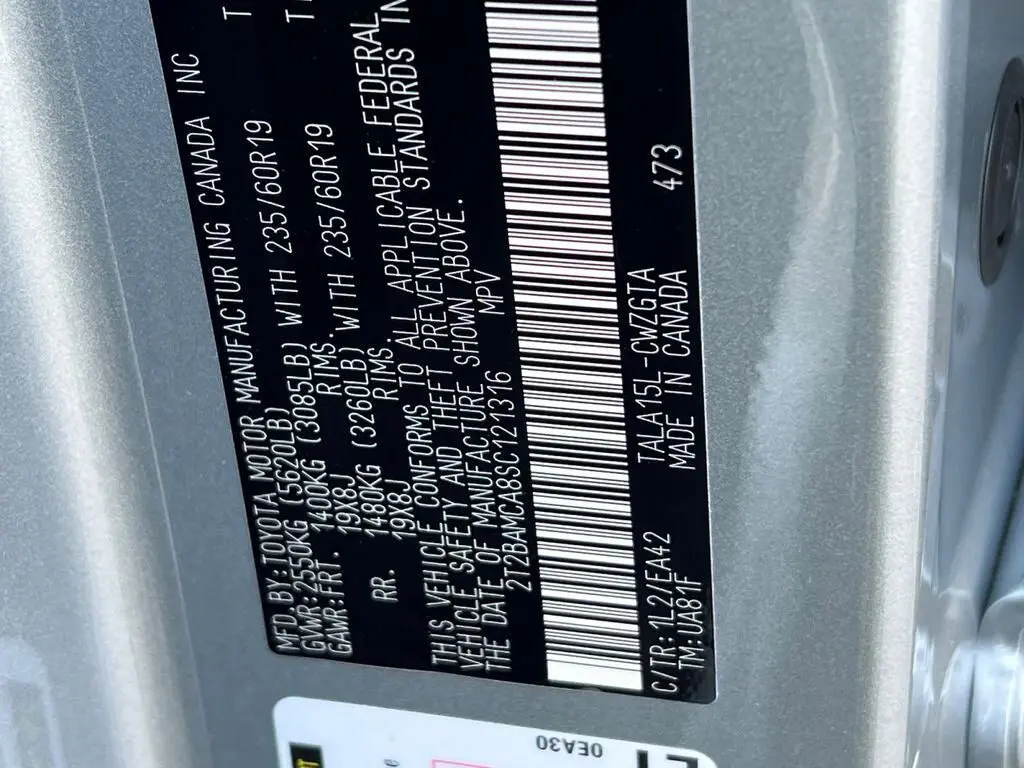 MFD.BY:TOYOTA MOTOR MANUFACTURING CANADA INC
GVWR:2550KG (5620LB)
GAWR:FRT. 1400KG (3085LB) WITH 235/60R19
19X8J RIMS.
RR. 1480KG (3260LB) WITH 235/60R19
19X8J RIMS.
THIS VEHICLE CONFORMS TO ALL APPLICABLE FEDERAL
VEHICLE SAFETY AND THEFT PREVENTION STANDARDS IN
THE DATE OF MANUFACTURE SHOWN ABOVE.
2T2BAMCA8SC121316 MPV
C/TR:1L2/EA42 TALA15L-CWZGTA 473
TM:UA81F MADE IN CANADA
0EA30